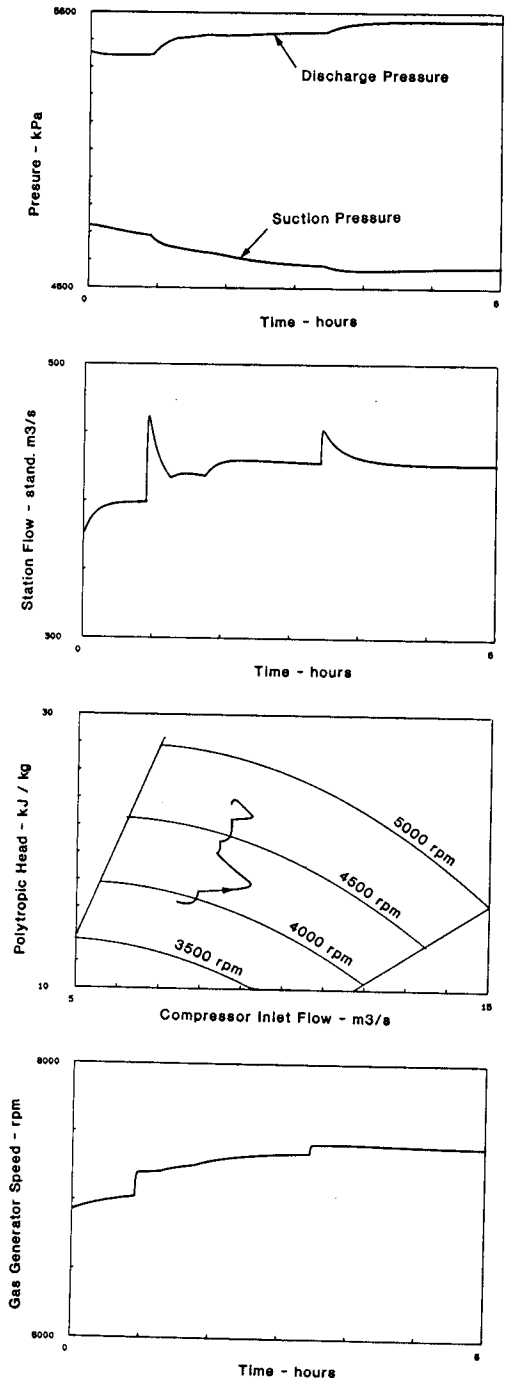 5600
Presure - kPa
Discharge Pressure
Suction Pressure
4600
0
6
Time - hours
500
Station Flow - stand. m3/s
300
0
6
Time - hours
30
Polytropic Head - kJ / kg
5000 rpm
4500 rpm
4000 rpm
3500 rpm
10
5
15
Compressor Inlet Flow - m3/s
8000
Gas Generator Speed - rpm
6000
0
6
Time - hours